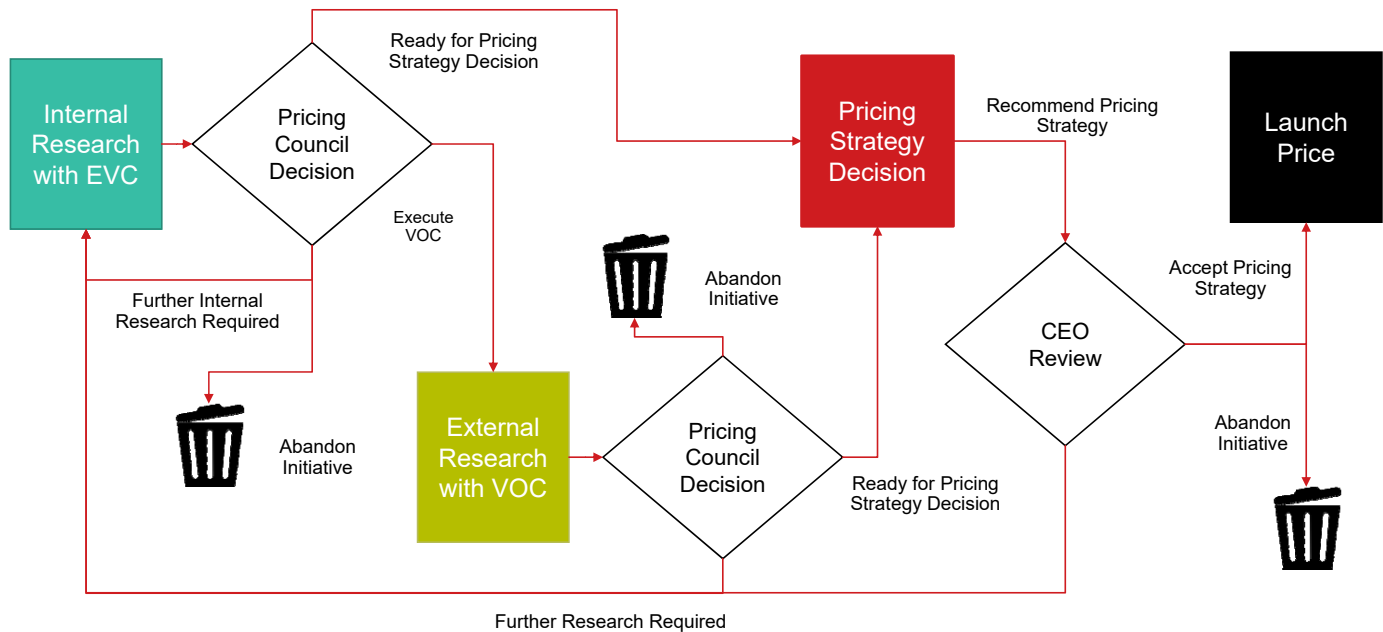 Internal
Research
with EVC
Pricing
Council
Decision
Ready for Pricing
Strategy Decision
Execute
VOC
Further Internal
Research Required
Abandon
Initiative
External
Research
with VOC
Abandon
Initiative
Pricing
Council
Decision
Ready for Pricing
Strategy Decision
Pricing
Strategy
Decision
Recommend Pricing
Strategy
CEO
Review
Accept Pricing
Strategy
Launch
Price
Abandon
Initiative
Further Research Required